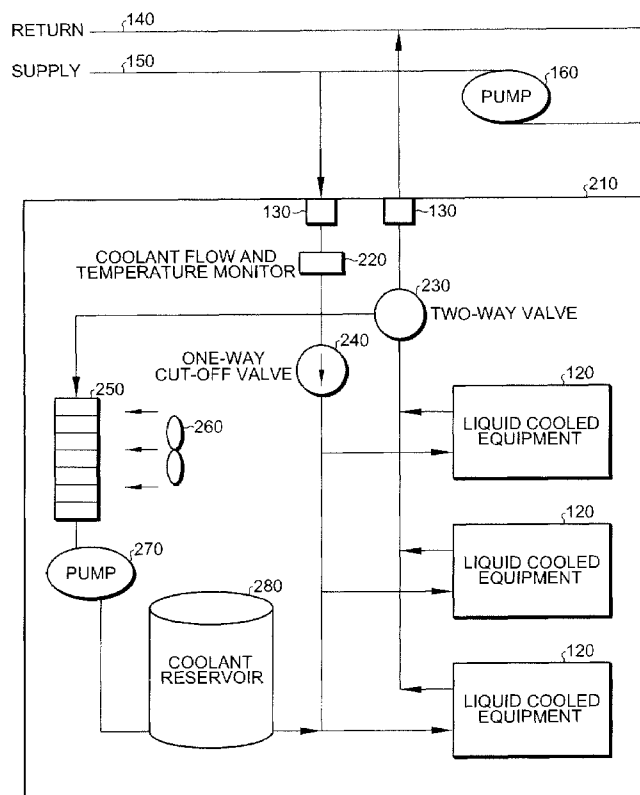 RETURN 140
SUPPLY 150
160
PUMP
210
130 130
COOLANT FLOW AND
TEMPERATURE MONITOR
220
230
TWO-WAY VALVE
240
ONE-WAY
CUT-OFF VALVE
250
260
120
LIQUID COOLED
EQUIPMENT
270
PUMP
120
LIQUID COOLED
EQUIPMENT
280
COOLANT
RESERVOIR
120
LIQUID COOLED
EQUIPMENT